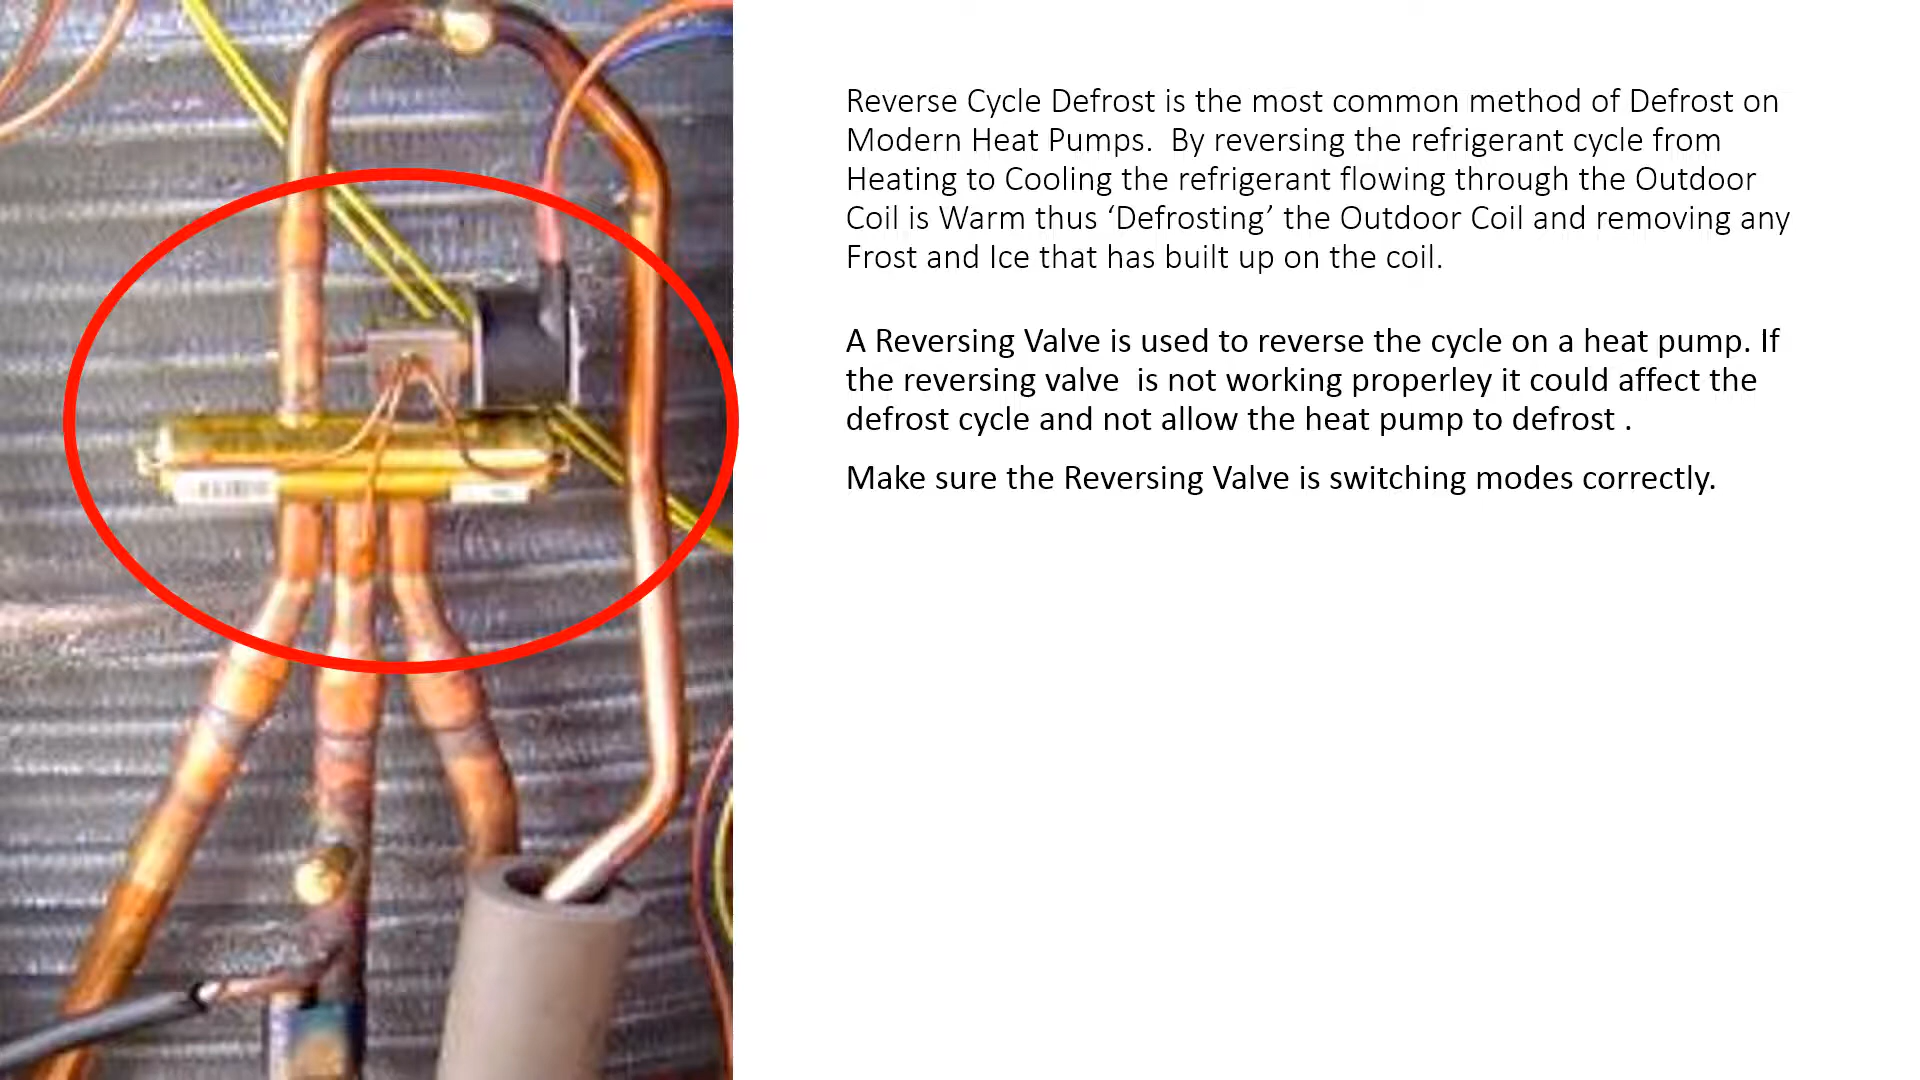 Reverse Cycle Defrost is the most common method of Defrost on
Modern Heat Pumps.  By reversing the refrigerant cycle from
Heating to Cooling the refrigerant flowing through the Outdoor
Coil is Warm thus ‘Defrosting’ the Outdoor Coil and removing any
Frost and Ice that has built up on the coil.
A Reversing Valve is used to reverse the cycle on a heat pump. If
the reversing valve  is not working properley it could affect the
defrost cycle and not allow the heat pump to defrost .
Make sure the Reversing Valve is switching modes correctly.